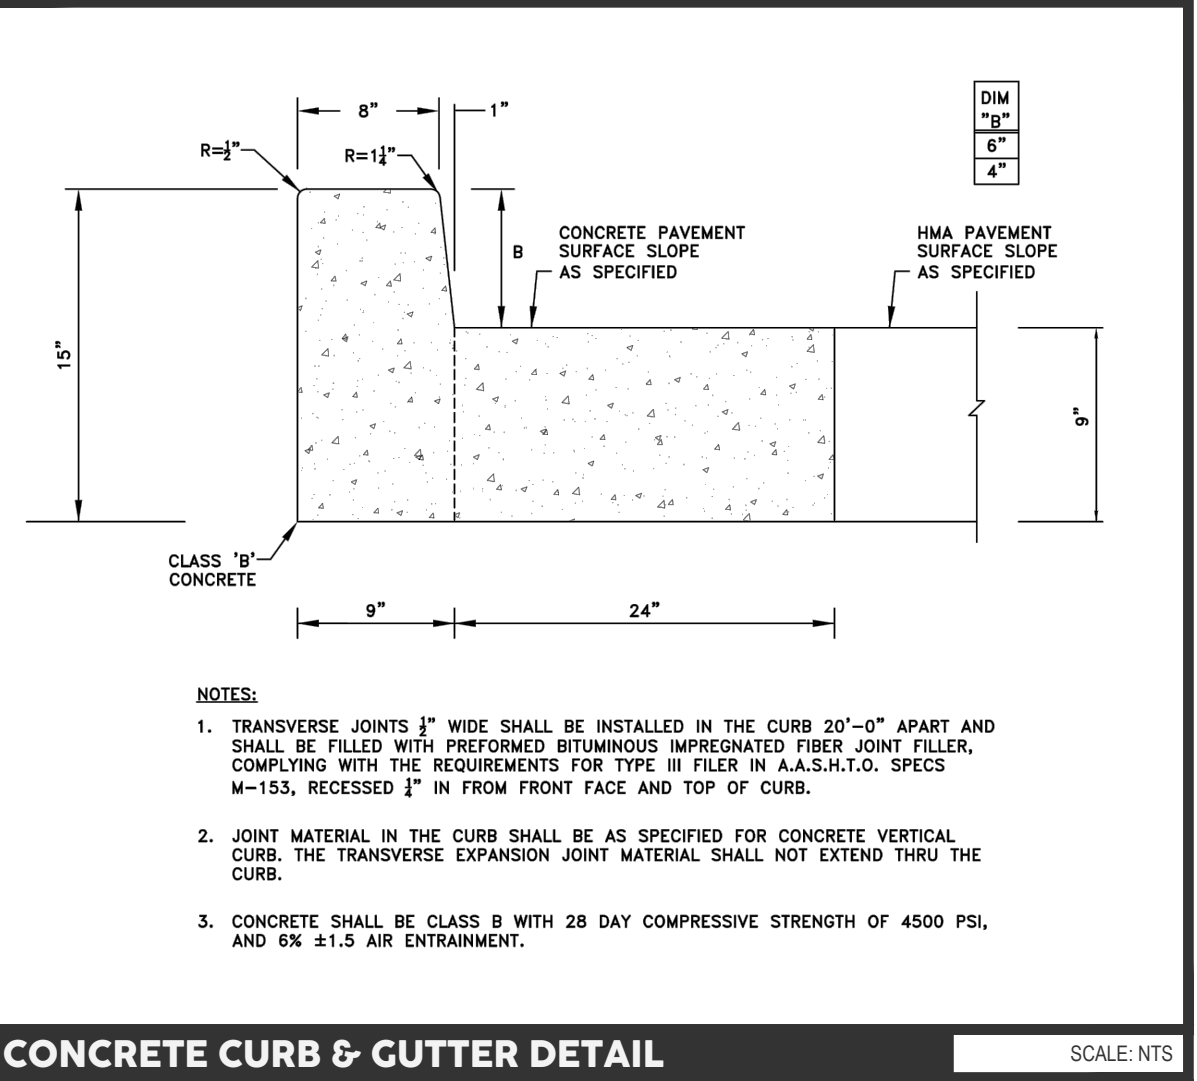 8"
1"
DIM
"B"
6"
4"
R=½"
R=1¼"
CONCRETE PAVEMENT
SURFACE SLOPE
AS SPECIFIED
HMA PAVEMENT
SURFACE SLOPE
AS SPECIFIED
B
15"
9"
CLASS 'B'
CONCRETE
9"
24"
NOTES:
1. TRANSVERSE JOINTS ½" WIDE SHALL BE INSTALLED IN THE CURB 20'-0" APART AND
SHALL BE FILLED WITH PREFORMED BITUMINOUS IMPREGNATED FIBER JOINT FILLER,
COMPLYING WITH THE REQUIREMENTS FOR TYPE III FILER IN A.A.S.H.T.O. SPECS
M-153, RECESSED ¼" IN FROM FRONT FACE AND TOP OF CURB.
2. JOINT MATERIAL IN THE CURB SHALL BE AS SPECIFIED FOR CONCRETE VERTICAL
CURB. THE TRANSVERSE EXPANSION JOINT MATERIAL SHALL NOT EXTEND THRU THE
CURB.
3. CONCRETE SHALL BE CLASS B WITH 28 DAY COMPRESSIVE STRENGTH OF 4500 PSI,
AND 6% ±1.5 AIR ENTRAINMENT.
CONCRETE CURB & GUTTER DETAIL
SCALE: NTS